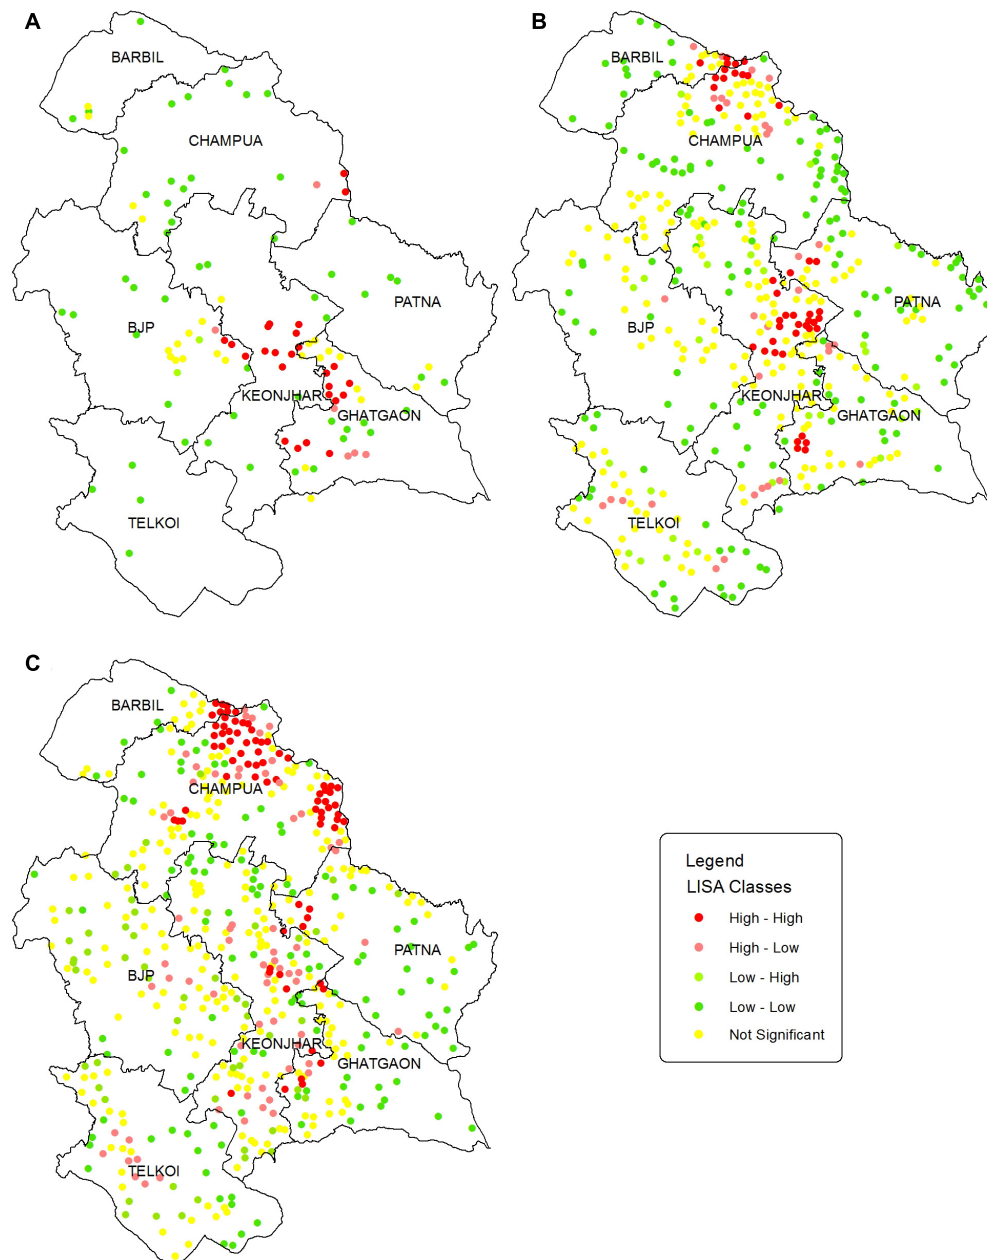 A
BARBIL
CHAMPUA
PATNA
BJP
KEONJHAR
GHATGAON
TELKOI
B
BARBIL
CHAMPUA
PATNA
BJP
KEONJHAR
GHATGAON
TELKOI
C
BARBIL
CHAMPUA
PATNA
BJP
KEONJHAR
GHATGAON
TELKOI
Legend
LISA Classes
High - High
High - Low
Low - High
Low - Low
Not Significant